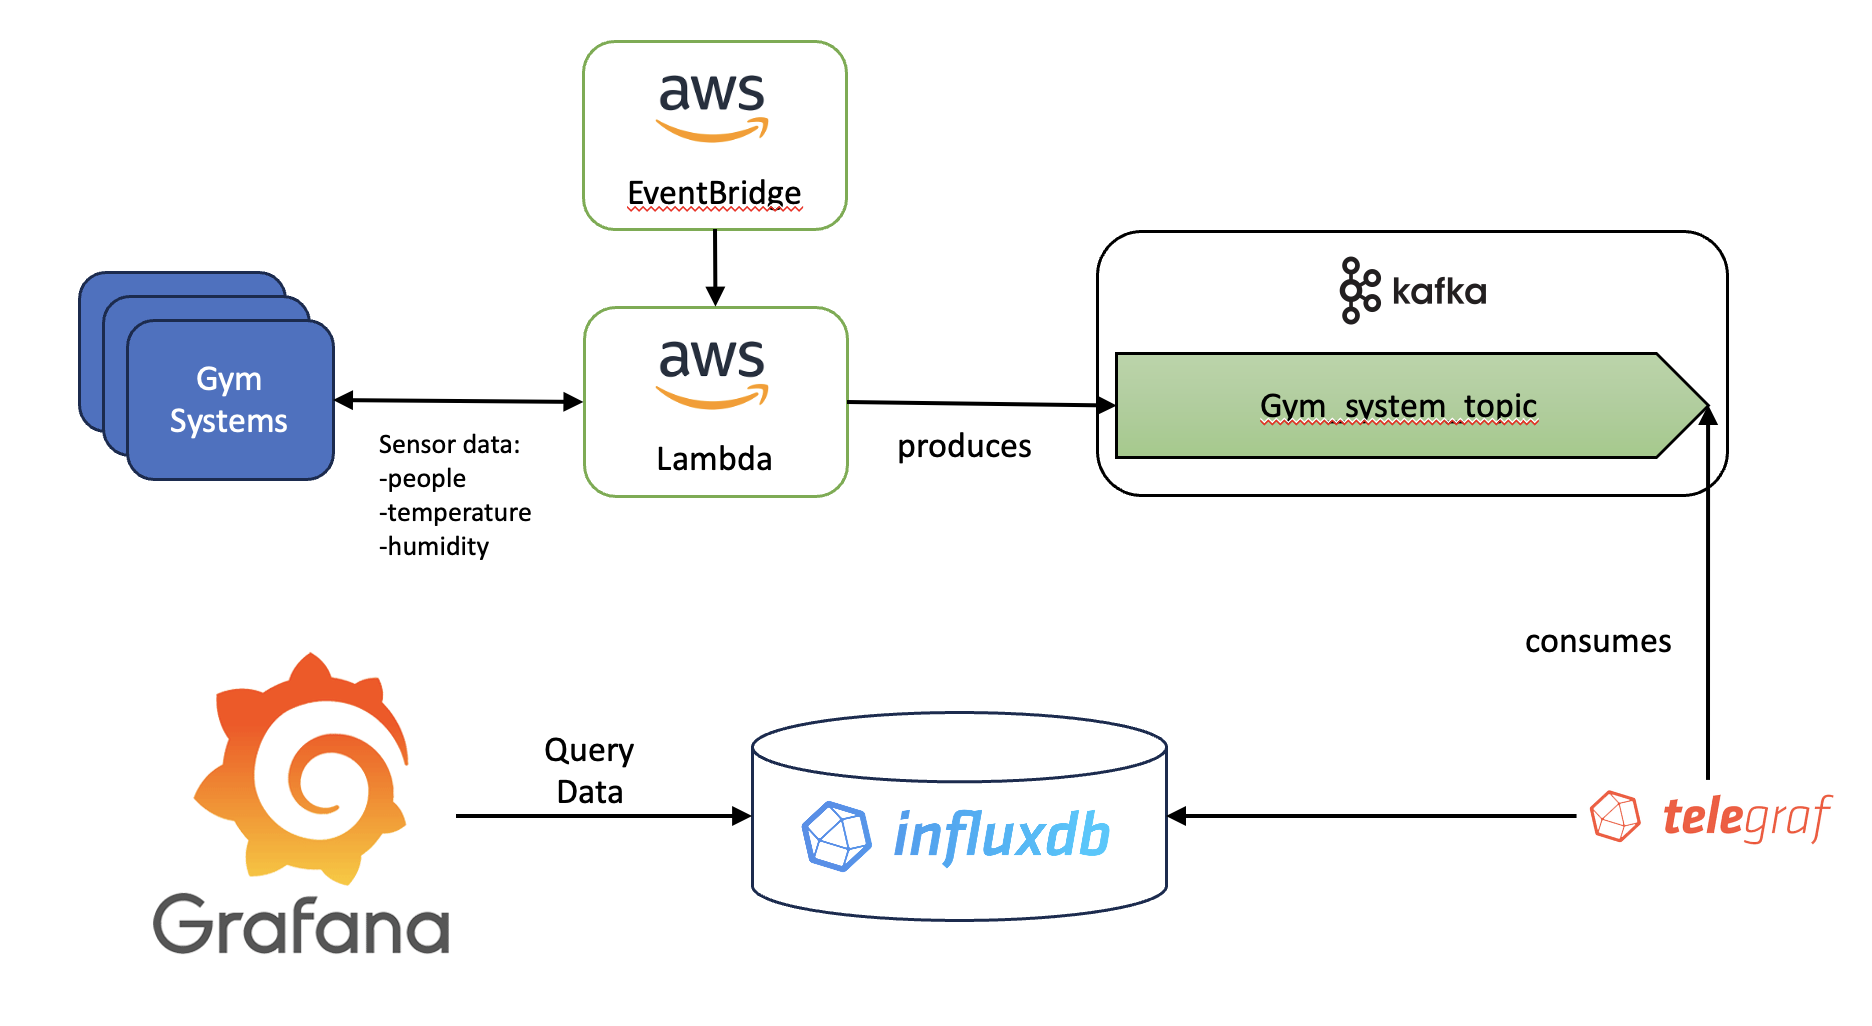 aws
EventBridge
Gym
Systems
aws
Lambda
Sensor data:
-people
-temperature
-humidity
produces
kafka
Gym_system_topic
consumes
Grafana
Query
Data
influxdb
telegraf